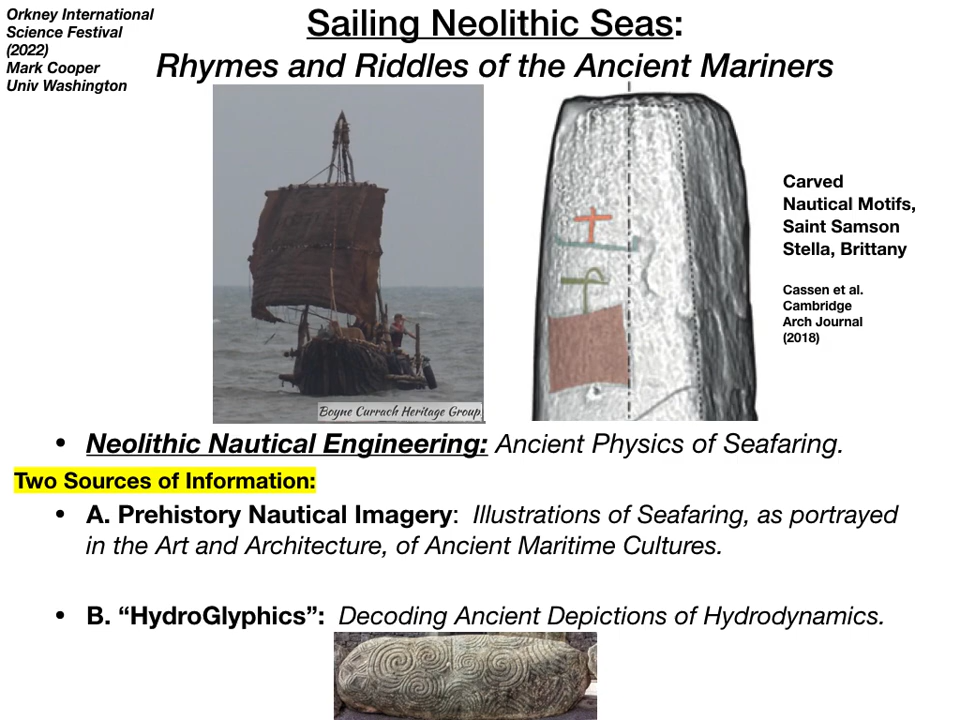 Orkney International
Science Festival
(2022)
Mark Cooper
Univ Washington
Sailing Neolithic Seas:
Rhymes and Riddles of the Ancient Mariners
Boyne Currach Heritage Group
Carved
Nautical Motifs,
Saint Samson
Stella, Brittany
Cassen et al.
Cambridge
Arch Journal
(2018)
• Neolithic Nautical Engineering: Ancient Physics of Seafaring.
Two Sources of Information:
• A. Prehistory Nautical Imagery: Illustrations of Seafaring, as portrayed
in the Art and Architecture, of Ancient Maritime Cultures.
• B. “HydroGlyphics”: Decoding Ancient Depictions of Hydrodynamics.